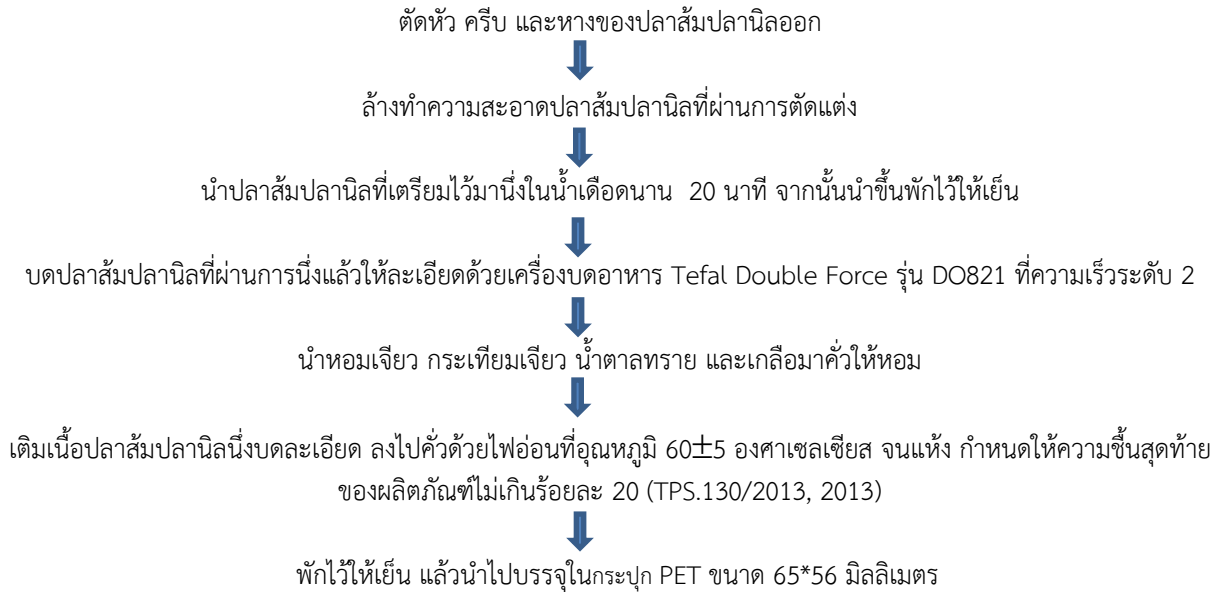 ตัดหัว ครีบ และหางของปลาส้มปลานิลออก
ล้างทำความสะอาดปลาส้มปลานิลที่ผ่านการตัดแต่ง
นำปลาส้มปลานิลที่เตรียมไว้มานึ่งในน้ำเดือดนาน 20 นาที จากนั้นนำขึ้นพักไว้ให้เย็น
บดปลาส้มปลานิลที่ผ่านการนึ่งแล้วให้ละเอียดด้วยเครื่องบดอาหาร Tefal Double Force รุ่น DO821 ที่ความเร็วระดับ 2
นำหอมเจียว กระเทียมเจียว น้ำตาลทราย และเกลือมาคั่วให้หอม
เติมเนื้อปลาส้มปลานิลนึ่งบดละเอียด ลงไปคั่วด้วยไฟอ่อนที่อุณหภูมิ 60±5 องศาเซลเซียส จนแห้ง กำหนดให้ความชื้นสุดท้าย
ของผลิตภัณฑ์ไม่เกินร้อยละ 20 (TPS.130/2013, 2013)
พักไว้ให้เย็น แล้วนำไปบรรจุในกระปุก PET ขนาด 65*56 มิลลิเมตร